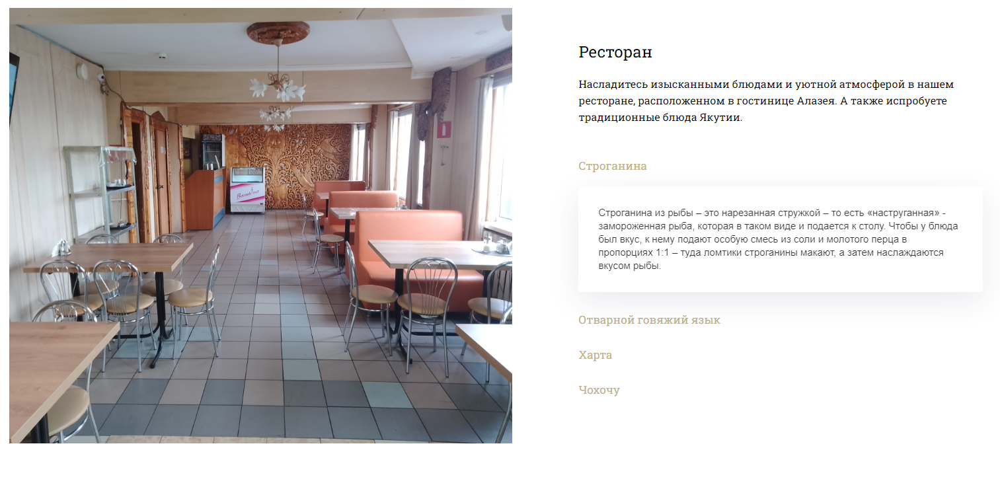 Ресторан
Насладитесь изысканными блюдами и уютной атмосферой в нашем
ресторане, расположенном в гостинице Алазея. А также испробуете
традиционные блюда Якутии.
Строганина
Строганина из рыбы – это нарезанная стружкой – то есть «наструганная» -
замороженная рыба, которая в таком виде и подается к столу. Чтобы у блюда
был вкус, к нему подают особую смесь из соли и молотого перца в
пропорциях 1:1 – туда ломтики строганины макают, а затем наслаждаются
вкусом рыбы.
Отварной говяжий язык
Харта
Чохочу
Bambino